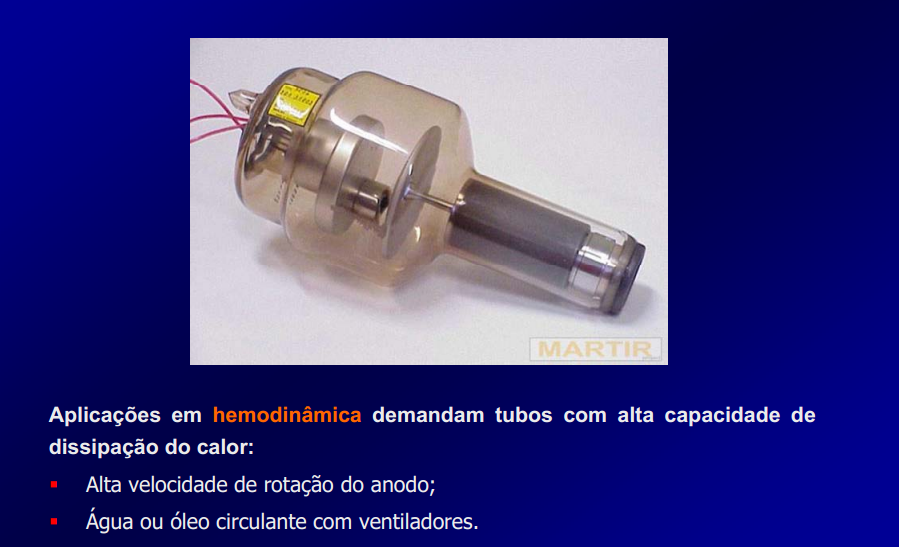 MARTIR
Aplicações em hemodinâmica demandam tubos com alta capacidade de
dissipação do calor:
Alta velocidade de rotação do anodo;
Água ou óleo circulante com ventiladores.